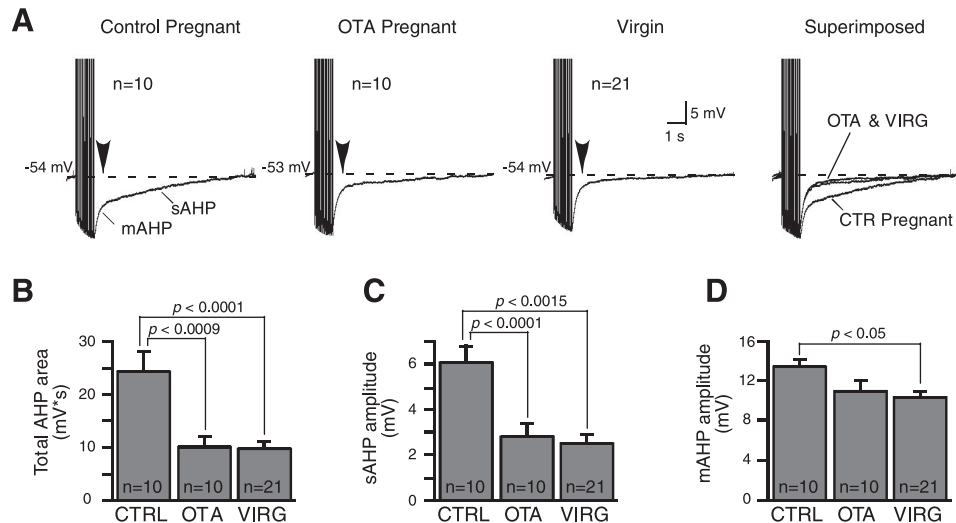 A
Control Pregnant
OTA Pregnant
Virgin
Superimposed
n=10
n=10
n=21
5 mV
1 s
OTA & VIRG
-54 mV
-53 mV
-54 mV
sAHP
mAHP
CTR Pregnant
B
p < 0.0001
p < 0.0009
Total AHP area
(mV*s)
30
20
10
0
n=10
n=10
n=21
CTRL
OTA
VIRG
C
p < 0.0015
p < 0.0001
sAHP amplitude
(mV)
6
4
2
0
n=10
n=10
n=21
CTRL
OTA
VIRG
D
p < 0.05
mAHP amplitude
(mV)
16
12
8
4
0
n=10
n=10
n=21
CTRL
OTA
VIRG